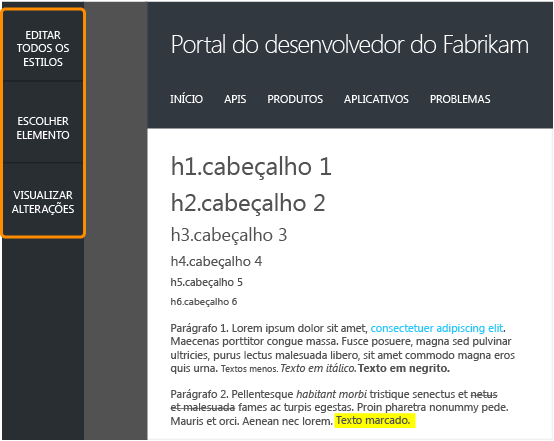 EDITAR
TODOS OS
ESTILOS
ESCOLHER
ELEMENTO
VISUALIZAR
ALTERAÇÕES
Portal do desenvolvedor do Fabrikam
INÍCIO APIS PRODUTOS APLICATIVOS PROBLEMAS
h1.cabeçalho 1
h2.cabeçalho 2
h3.cabeçalho 3
h4.cabeçalho 4
h5.cabeçalho 5
h6.cabeçalho 6
Parágrafo 1. Lorem ipsum dolor sit amet, consectetuer adipiscing elit.
Maecenas porttitor congue massa. Fusce posuere, magna sed pulvinar
ultricies, purus lectus malesuada libero, sit amet commodo magna eros
quis urna. Textos menos. Texto em itálico. Texto em negrito.
Parágrafo 2. Pellentesque habitant morbi tristique senectus et netus
et malesuada fames ac turpis egestas. Proin pharetra nonummy pede.
Mauris et orci. Aenean nec lorem. Texto marcado.